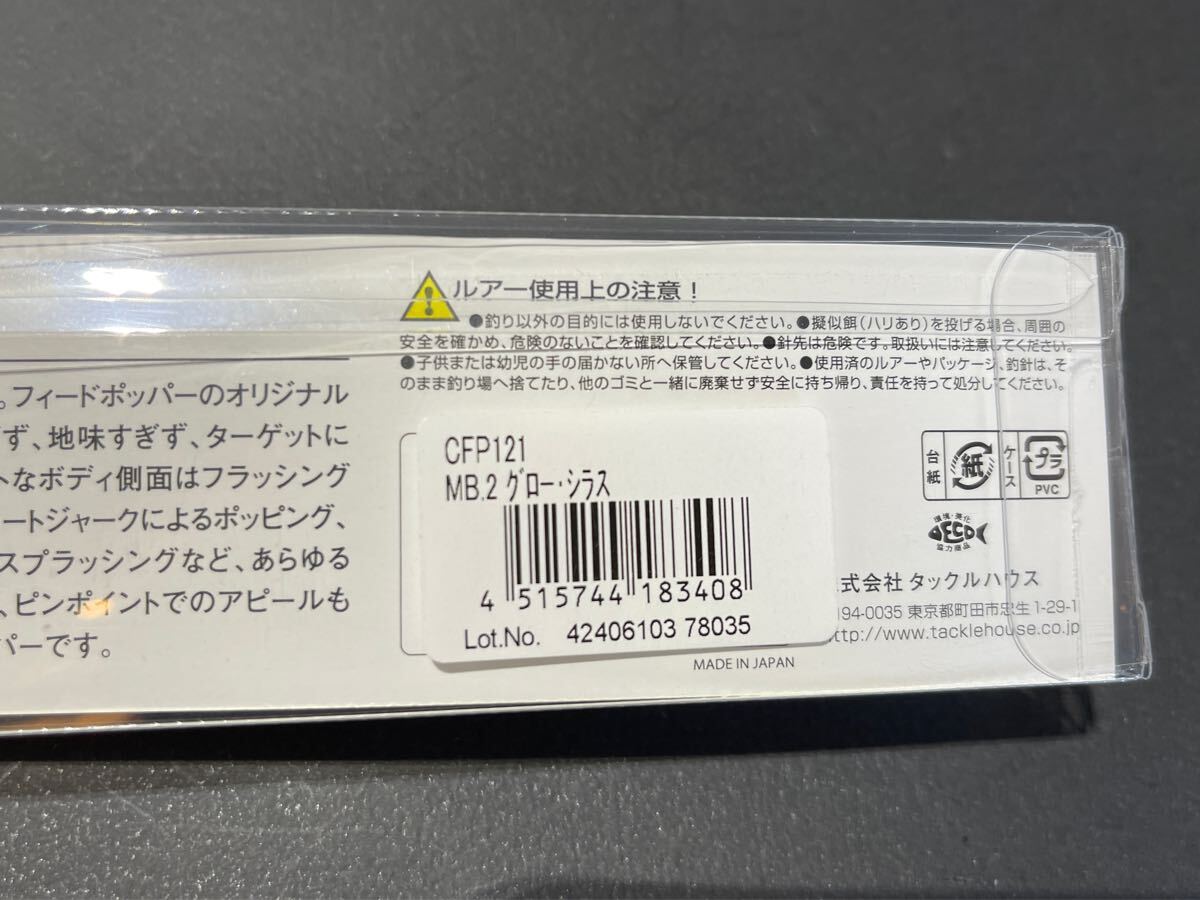 。フィードポッパーのオリジナル
ず、地味すぎず、ターゲットに
なボディ側面はフラッシング
ートジャークによるポッピング、
スプラッシングなど、あらゆる
、ピンポイントでのアピールも
パーです。
ルアー使用上の注意！
●釣り以外の目的には使用しないでください。●擬似餌(ハリあり)を投げる場合、周囲の
安全を確かめ、危険のないことを確認してください。●針先は危険です。取扱いには注意してください。
●子供または幼児の手の届かない所へ保管してください。●使用済のルアーやパッケージ、釣針は、そ
のまま釣り場へ捨てたり、他のゴミと一緒に廃棄せず安全に持ち帰り、責任を持って処分してください。
CFP121
MB.2 グロー・シラス
4 515744 183408
Lot.No. 42406103 78035
台紙 紙 ケース プラ
PVC
環境・美化
ECO
協力商品
式会社 タックルハウス
194-0035 東京都町田市忠生1-29-1
http://www.tacklehouse.co.jp
MADE IN JAPAN